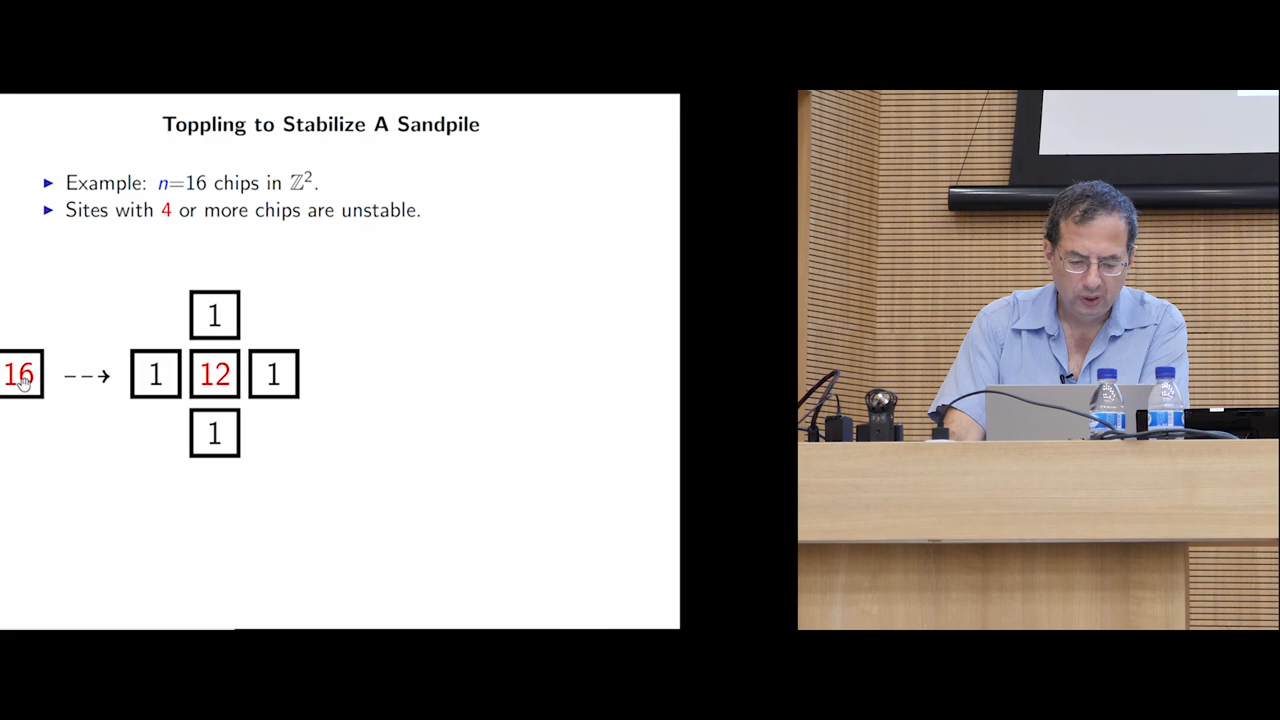 Toppling to Stabilize A Sandpile
▶ Example: n=16 chips in ℤ².
▶ Sites with 4 or more chips are unstable.
1
16 --→ 1 12 1
1